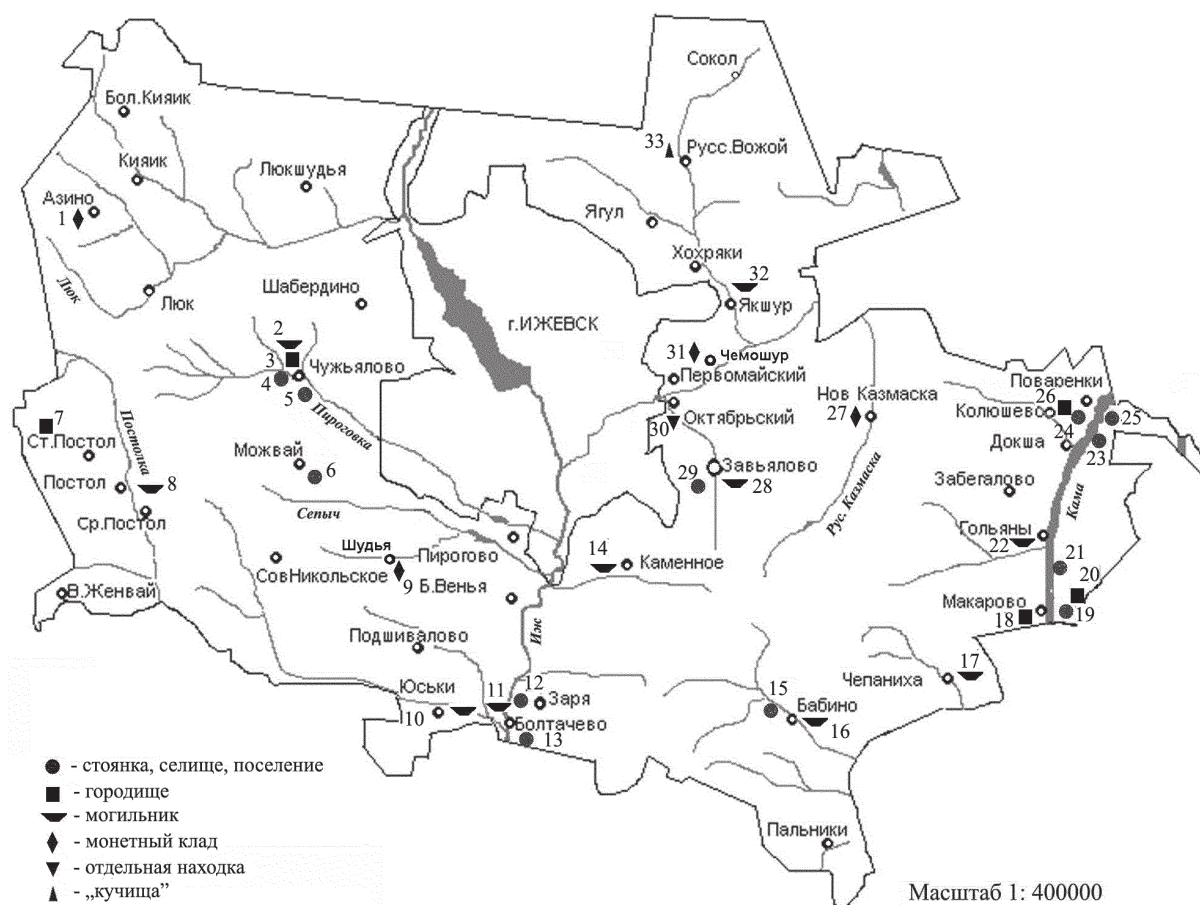 Сокол
Бол.Кияик
33
Русс.Вожой
Кияик
Люкшудья
Азино
1
Ягул
Хохряки
32
Люк
Люк
Шабердино
Якшур
г.ИЖЕВСК
2
3
Чужьялово
4
5
31
Чемошур
Первомайский
Поваренки
26
Нов Казмаска
27
Колюшево
25
24
Пироговка
Октябрьский
30
Докша
23
7
Ст.Постол
Постолка
Можвай
6
Завьялово
29
28
Забегалово
Кама
Рус. Казмаска
Постол
8
Ср.Постол
Сепыч
Гольяны
22
Шудья
Пирогово
14
Каменное
21
СовНикольское
9
Б.Венья
20
В.Женвай
Макарово
18
19
Подшивалово
Иж
17
Чепаниха
Юськи
11
12
Заря
15
Бабино
10
Болтачево
16
13
Пальники
- стоянка, селище, поселение
- городище
- могильник
- монетный клад
- отдельная находка
- „кучища”
Масштаб 1: 400000